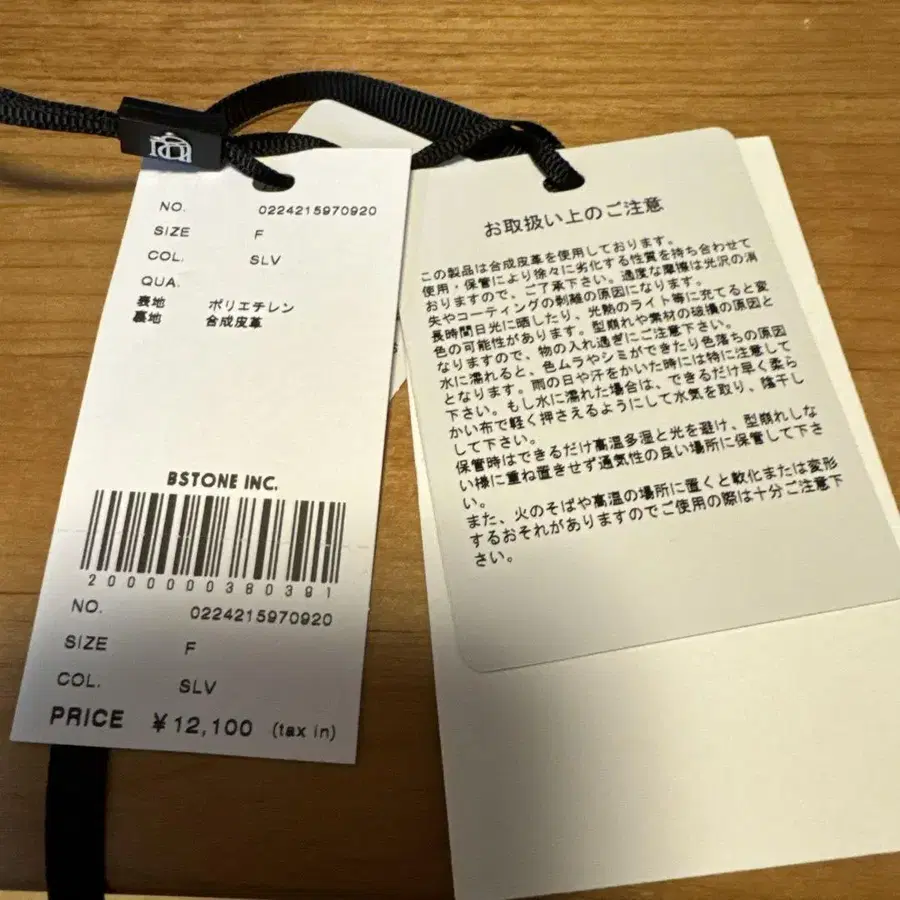 NO. 0224215970920
SIZE F
COL. SLV
QUA.
表地 ポリエチレン
裏地 合成皮革
BSTONE INC.
2000000380391
NO. 0224215970920
SIZE F
COL. SLV
PRICE ¥12,100 (tax in)
お取扱い上のご注意
この製品は合成皮革を使用しております。
使用・保管により徐々に劣化する性質を持ち合わせて
おりますので、ご了承下さい。過度な摩擦は光沢の消
失やコーティングの剥離の原因になります。
長時間日光に晒したり、光熱のライト等に充てると変
色の可能性があります。型崩れや素材の破損の原因と
なりますので、物の入れ過ぎにご注意下さい。
水に濡れると、色ムラやシミができたり色落ちの原因
となります。雨の日や汗をかいた時には特に注意して
下さい。もし水に濡れた場合は、できるだけ早く柔ら
かい布で軽く押さえるようにして水気を取り、陰干し
して下さい。
保管時はできるだけ高温多湿と光を避け、型崩れしな
い様に重ね置きせず通気性の良い場所に保管して下さ
い。
また、火のそばや高温の場所に置くと軟化または変形
するおそれがありますのでご使用の際は十分ご注意下
さい。